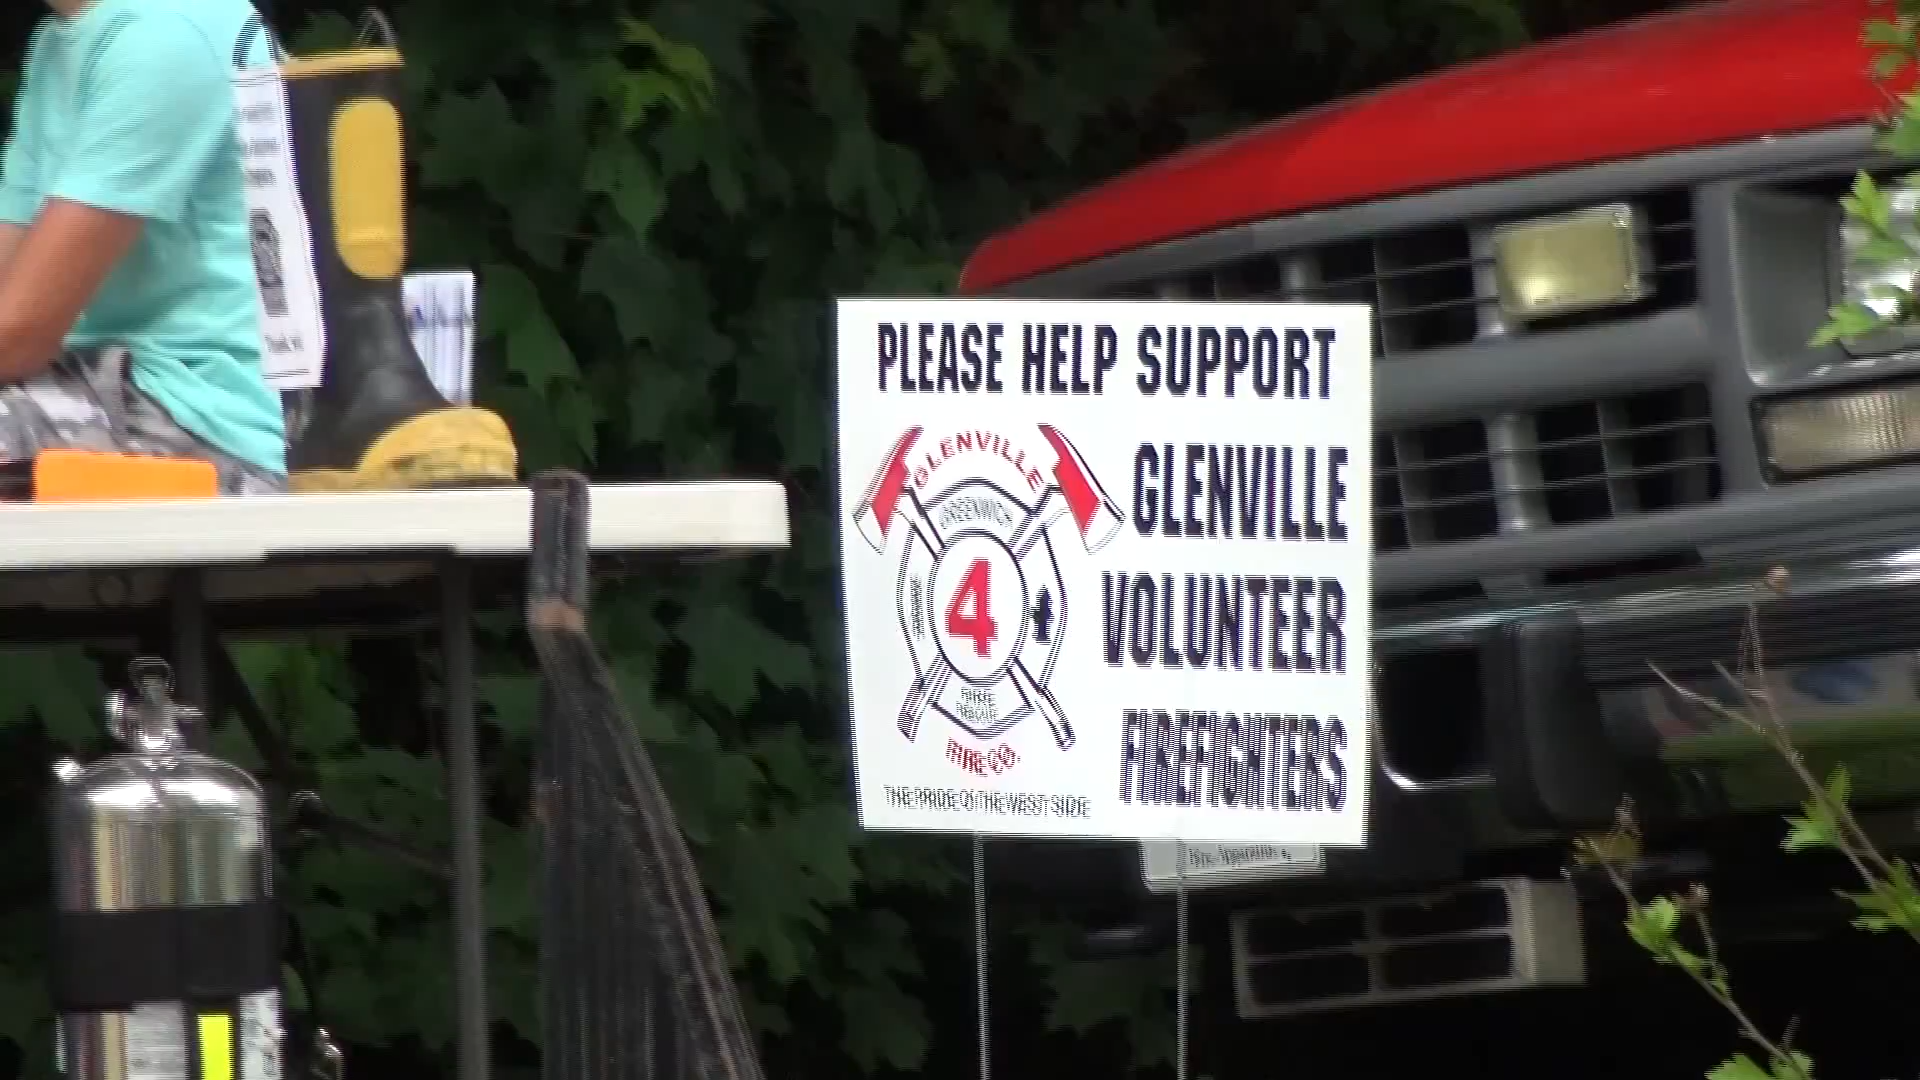 PLEASE HELP SUPPORT
GLENVILLE
VOLUNTEER
FIREFIGHTERS
GLENVILLE
GREENWICH
4
FIRE
RESCUE
FIRE CO.
THE PRIDE OF THE WEST SIDE